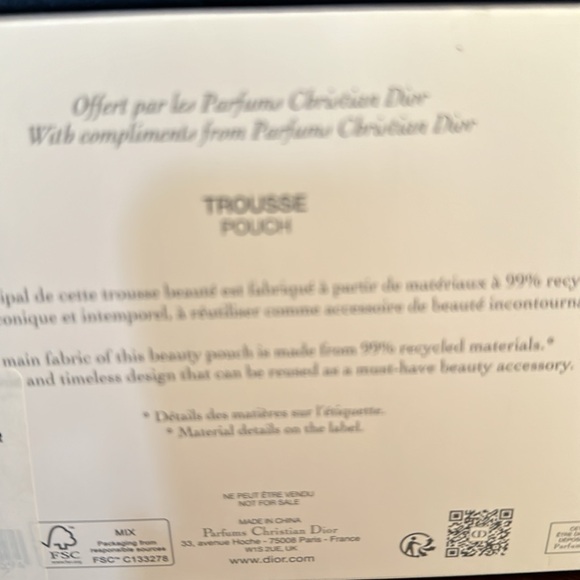 Offert par les Parfums Christian Dior
With compliments from Parfums Christian Dior
TROUSSE
POUCH
ipal de cette trousse beauté est fabriqué à partir de matériaux à 99% recy
conique et intemporel, à réutiliser comme accessoire de beauté incontourn
main fabric of this beauty pouch is made from 99% recycled materials.*
and timeless design that can be reused as a must-have beauty accessory.
* Détails des matières sur l'étiquette.
* Material details on the label.
NE PEUT ÊTRE VENDU
NOT FOR SALE
MADE IN CHINA
Parfums Christian Dior
33, avenue Hoche - 75008 Paris - France
W1S 2UE, UK
www.dior.com
FSC
MIX
Packaging from
responsible sources
FSC™ C133278